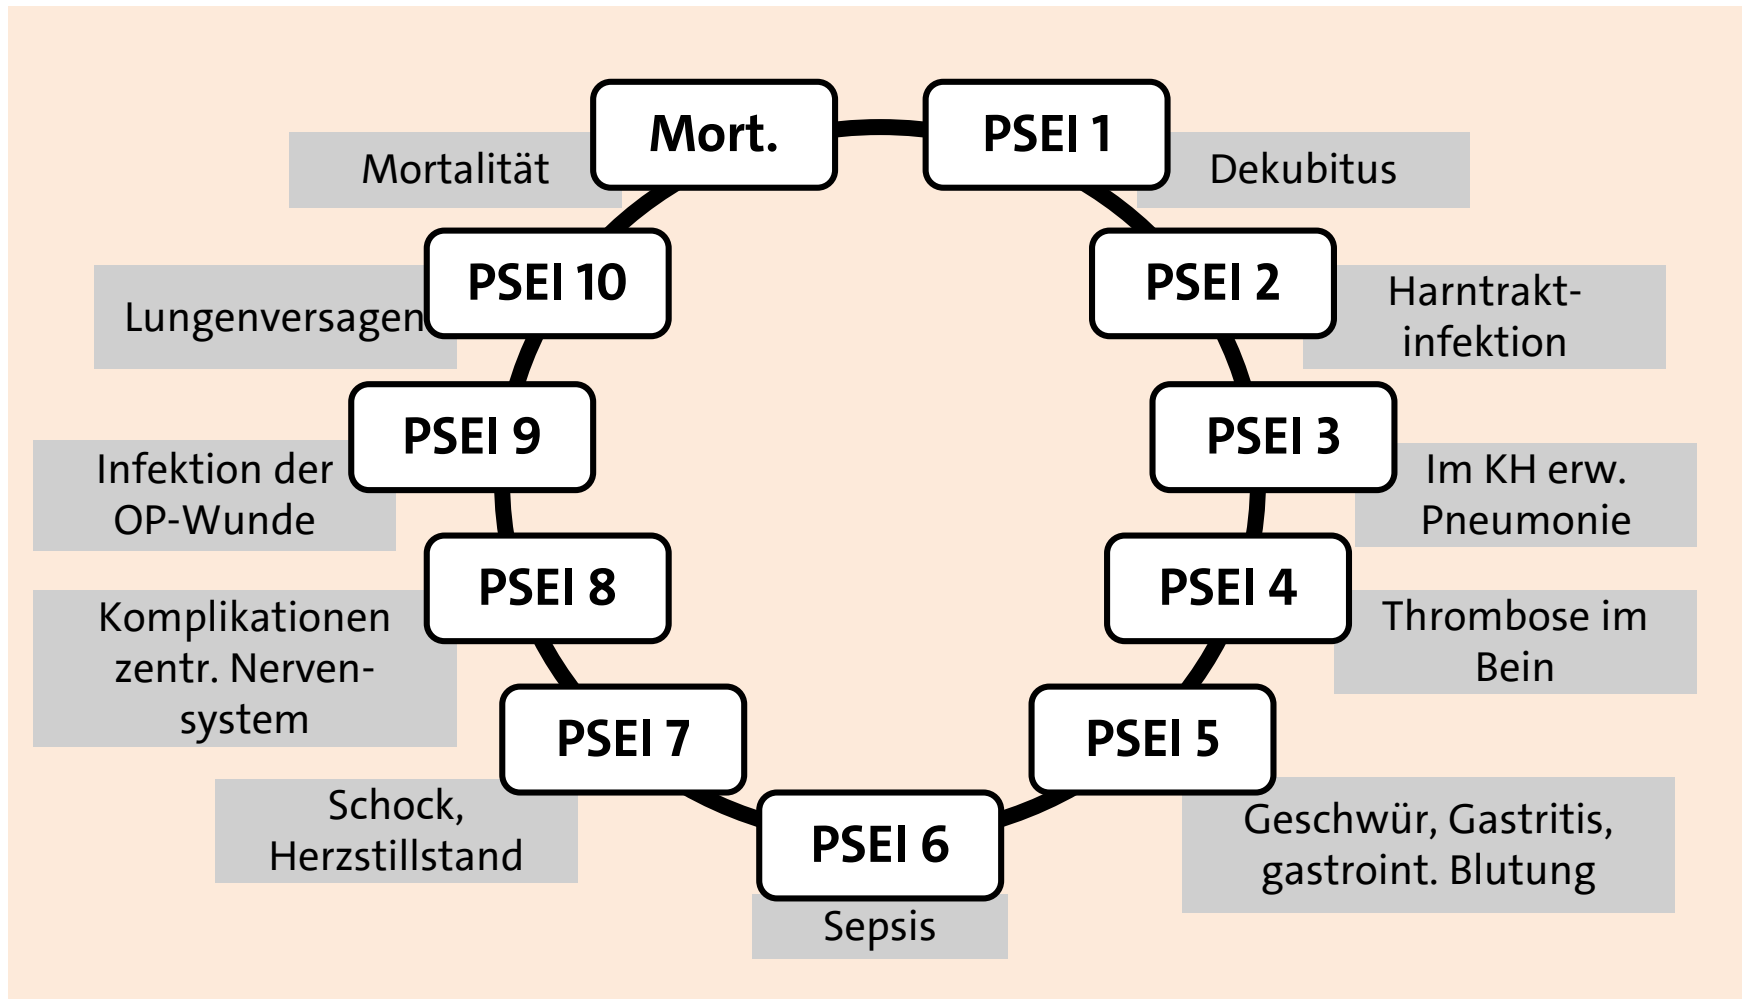 Mort.
Mortalität
PSEI 1
Dekubitus
PSEI 2
Harntrakt-
infektion
PSEI 3
Im KH erw.
Pneumonie
PSEI 4
Thrombose im
Bein
PSEI 5
Geschwür, Gastritis,
gastroint. Blutung
PSEI 6
Sepsis
PSEI 7
Schock,
Herzstillstand
PSEI 8
Komplikationen
zentr. Nerven-
system
PSEI 9
Infektion der
OP-Wunde
PSEI 10
Lungenversagen